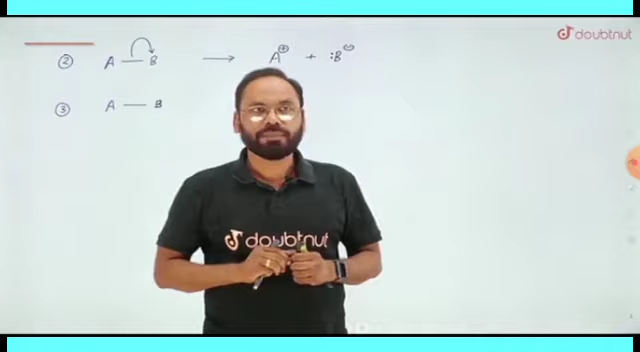 doubtnut
② A — B → A⊕ + :B⊖
③ A — B
doubtnut